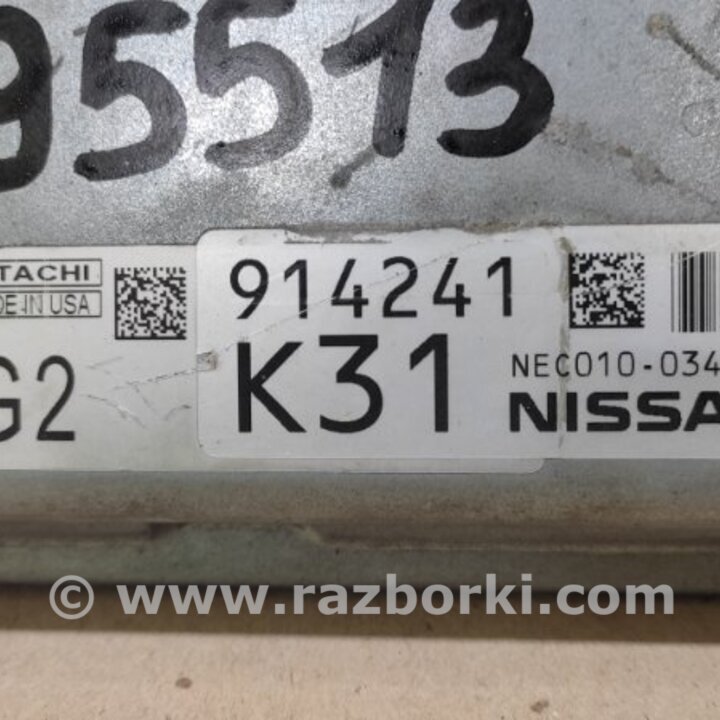 95513
TACHI
DE-IN USA
914241
G2
K31
NEC010-034
NISSA
© www.razborki.com